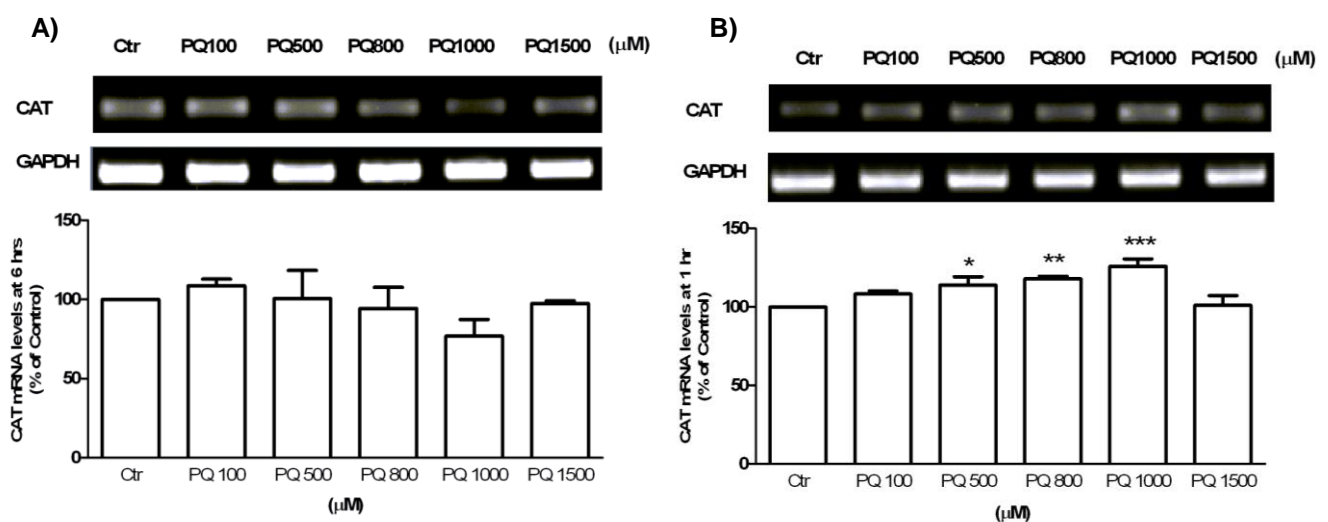 A)
Ctr PQ100 PQ500 PQ800 PQ1000 PQ1500 (μM)
CAT
GAPDH
CAT mRNA levels at 6 hrs
(% of Control)
150
100
50
0
Ctr PQ 100 PQ 500 PQ 800 PQ 1000 PQ 1500
(μM)
B)
Ctr PQ100 PQ500 PQ800 PQ1000 PQ1500 (μM)
CAT
GAPDH
CAT mRNA levels at 1 hr
(% of Control)
150
100
50
0
* ** ***
Ctr PQ 100 PQ 500 PQ 800 PQ 1000 PQ 1500
(μM)